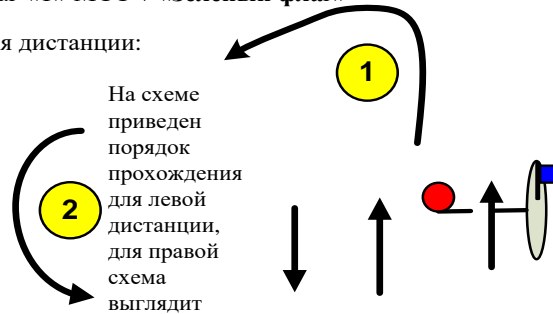 я дистанции:
1
На схеме
приведен
порядок
прохождения
2
для левой
дистанции,
для правой
схема
выглядит